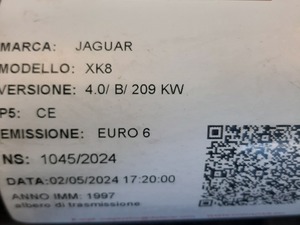 MARCA: JAGUAR
MODELLO: XK8
VERSIONE: 4.0/ B/ 209 KW
P5: CE
EMISSIONE: EURO 6
NS: 1045/2024
DATA: 02/05/2024 17:20:00
ANNO IMM: 1997
albero di trasmissione